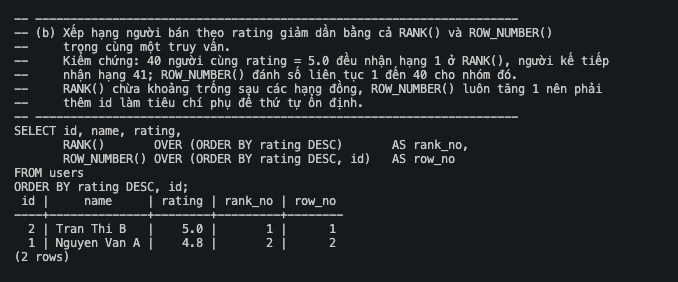 -- -----------------------------------------------------------------
-- (b) Xếp hạng người bán theo rating giảm dần bằng cả RANK() và ROW_NUMBER()
--     trong cùng một truy vấn.
--     Kiểm chứng: 40 người cùng rating = 5.0 đều nhận hạng 1 ở RANK(), người kế tiếp
--     nhận hạng 41; ROW_NUMBER() đánh số liên tục 1 đến 40 cho nhóm đó.
--     RANK() chừa khoảng trống sau các hạng đồng, ROW_NUMBER() luôn tăng 1 nên phải
--     thêm id làm tiêu chí phụ để thứ tự ổn định.
-- -----------------------------------------------------------------
SELECT id, name, rating,
       RANK()       OVER (ORDER BY rating DESC)       AS rank_no,
       ROW_NUMBER() OVER (ORDER BY rating DESC, id)   AS row_no
FROM users
ORDER BY rating DESC, id;
 id |     name     | rating | rank_no | row_no
----+--------------+--------+---------+--------
  2 | Tran Thi B   |    5.0 |       1 |      1
  1 | Nguyen Van A |    4.8 |       2 |      2
(2 rows)